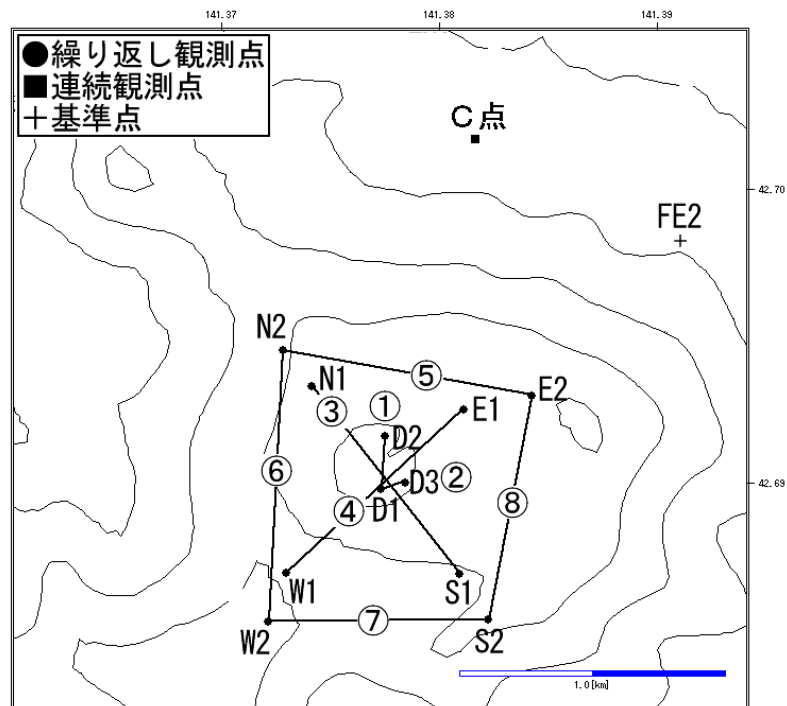 141.37
141.38
141.39
●繰り返し観測点
■連続観測点
＋基準点
C点
42.70
FE2
N2
N1
③
①
⑤
E2
E1
D2
⑥
D3
②
42.69
⑧
④
D1
W1
S1
W2
⑦
S2
1.0[km]